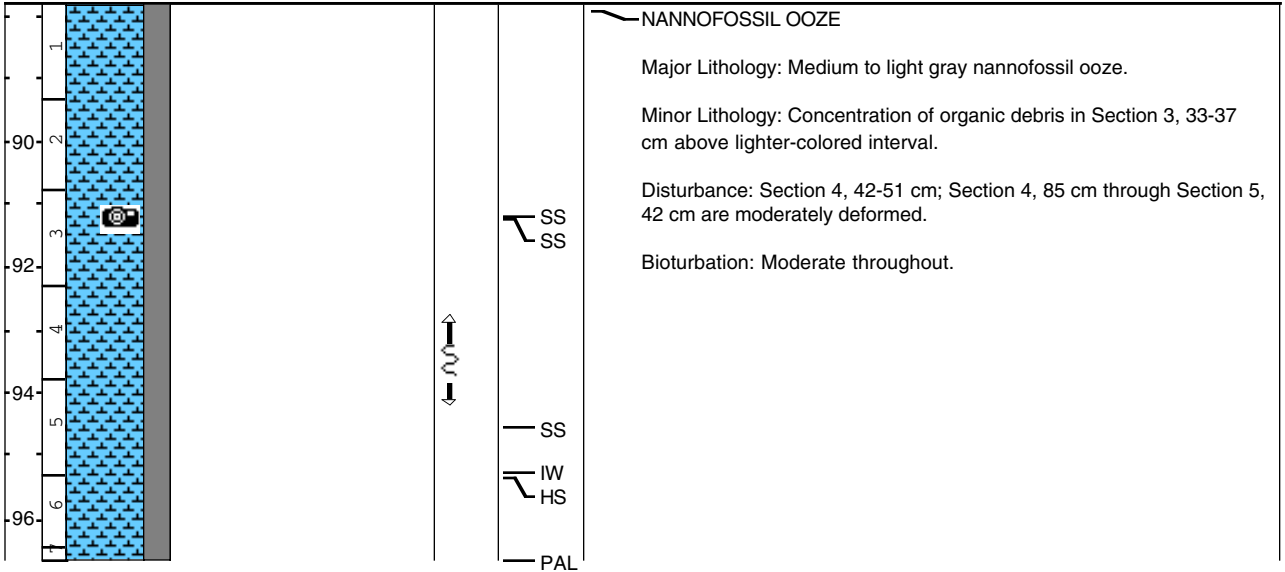 NANNOFOSSIL OOZE
1
Major Lithology: Medium to light gray nannofossil ooze.
Minor Lithology: Concentration of organic debris in Section 3, 33-37
cm above lighter-colored interval.
-90-
2
Disturbance: Section 4, 42-51 cm; Section 4, 85 cm through Section 5,
42 cm are moderately deformed.
SS
3
SS
Bioturbation: Moderate throughout.
-92-
4
-94-
5
SS
IW
HS
6
-96-
7
PAL